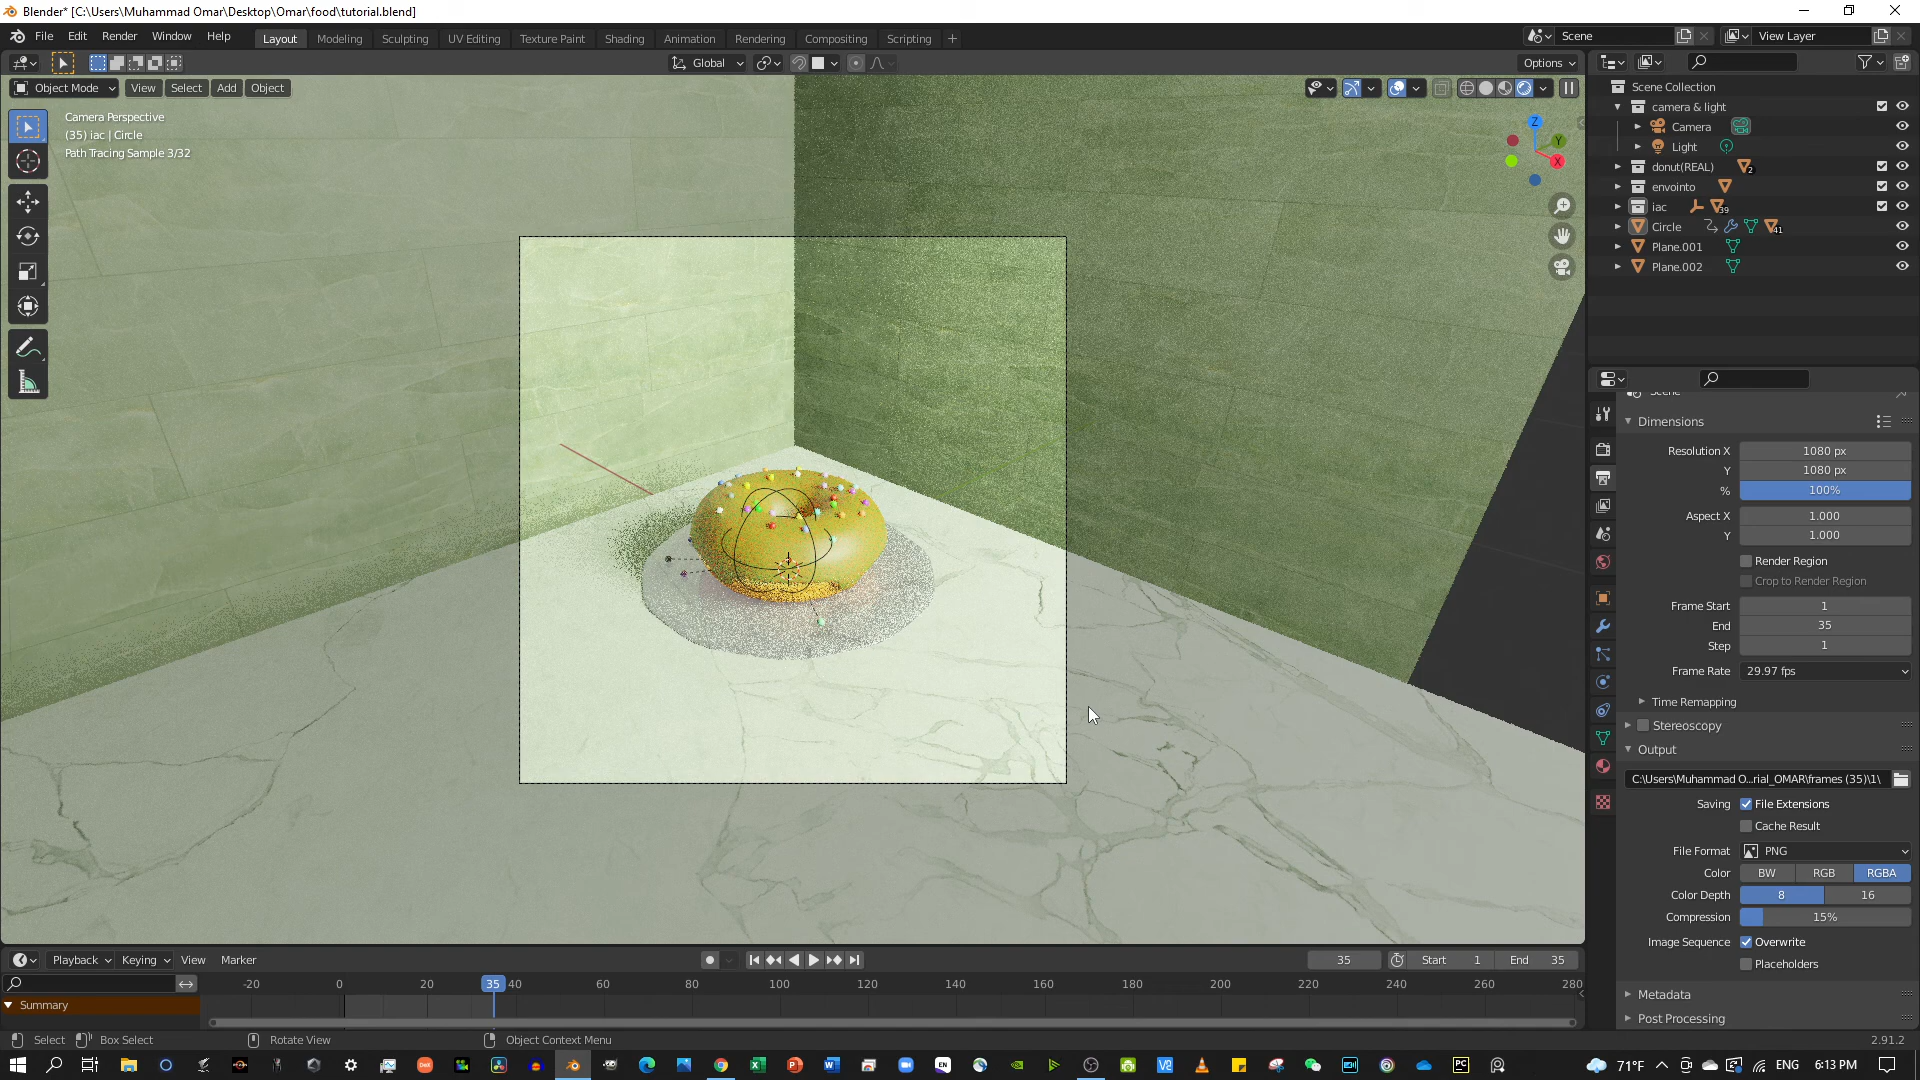 Blender* [C:\Users\Muhammad Omar\Desktop\Omar\food\tutorial.blend]
File Edit Render Window Help
Layout Modeling Sculpting UV Editing Texture Paint Shading Animation Rendering Compositing Scripting +
Scene
View Layer
Global
Options
Object Mode View Select Add Object
Camera Perspective
(35) iac | Circle
Path Tracing Sample 3/32
Z
Y
X
Scene Collection
camera & light
Camera
Light
donut(REAL) 2
envointo
iac 39
Circle 41
Plane.001
Plane.002
Dimensions
Resolution X 1080 px
Y 1080 px
% 100%
Aspect X 1.000
Y 1.000
Render Region
Crop to Render Region
Frame Start 1
End 35
Step 1
Frame Rate 29.97 fps
Time Remapping
Stereoscopy
Output
C:\Users\Muhammad O...rial_OMAR\frames (35)\1\
Saving File Extensions
Cache Result
File Format PNG
Color BW RGB RGBA
Color Depth 8 16
Compression 15%
Image Sequence Overwrite
Placeholders
Metadata
Post Processing
Playback Keying View Marker
35 Start 1 End 35
-20 0 20 35 40 60 80 100 120 140 160 180 200 220 240 260 280
Summary
Select Box Select Rotate View Object Context Menu
2.91.2
71°F ENG 6:13 PM